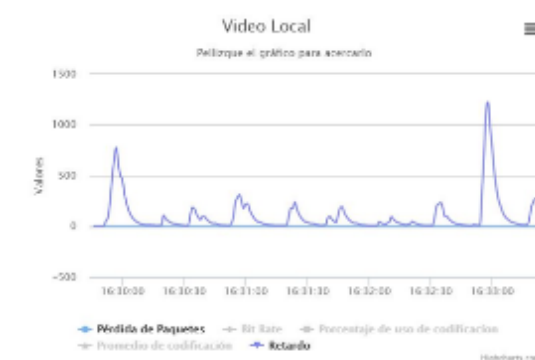 Video Local
Pellizque el gráfico para acercarlo
1500
1000
500
0
-500
Valores
16:30:00 16:30:30 16:31:00 16:31:30 16:32:00 16:32:30 16:33:00
Pérdida de Paquetes Bit Rate Porcentaje de uso de codificacion
Promedio de codificación Retardo